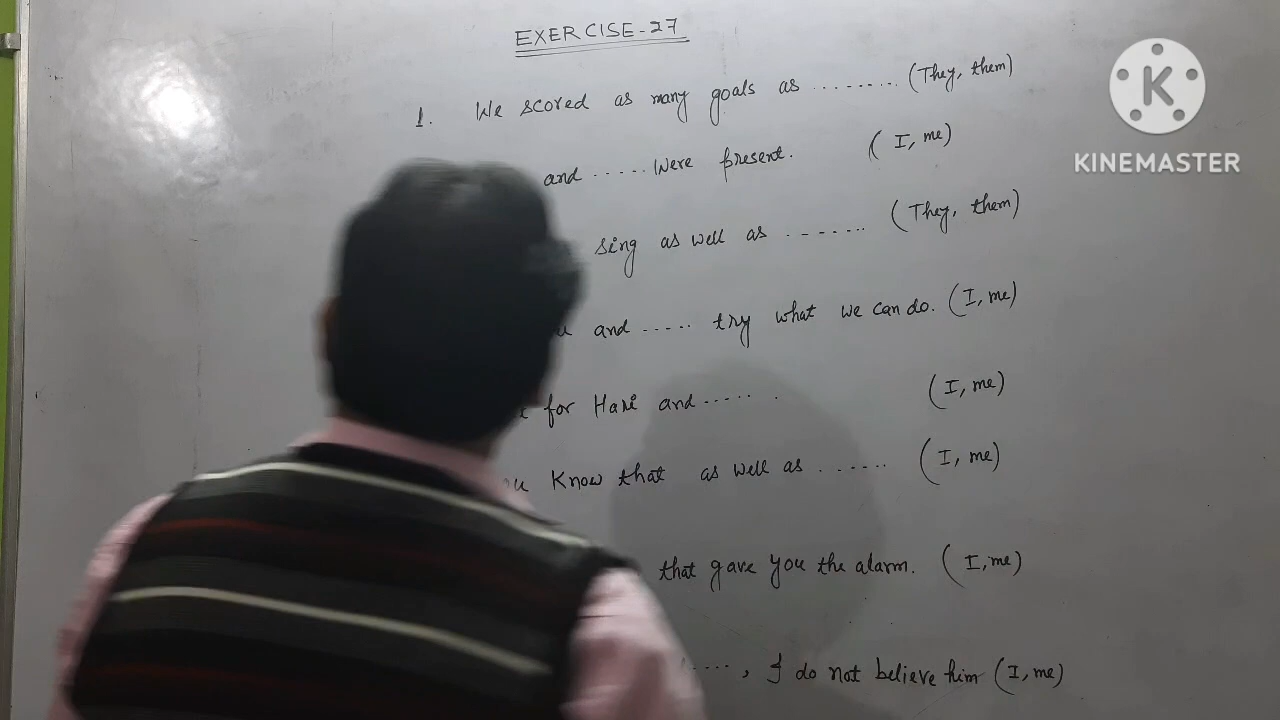 EXERCISE-27
1. We scored as many goals as ......... (They, them)
and ..... Were present. (I, me)
sing as well as ....... (They, them)
and ..... try what we can do. (I, me)
for Hari and ..... . (I, me)
Know that as well as ....... (I, me)
that gave you the alarm. (I, me)
....., I do not believe him (I, me)
KINEMASTER